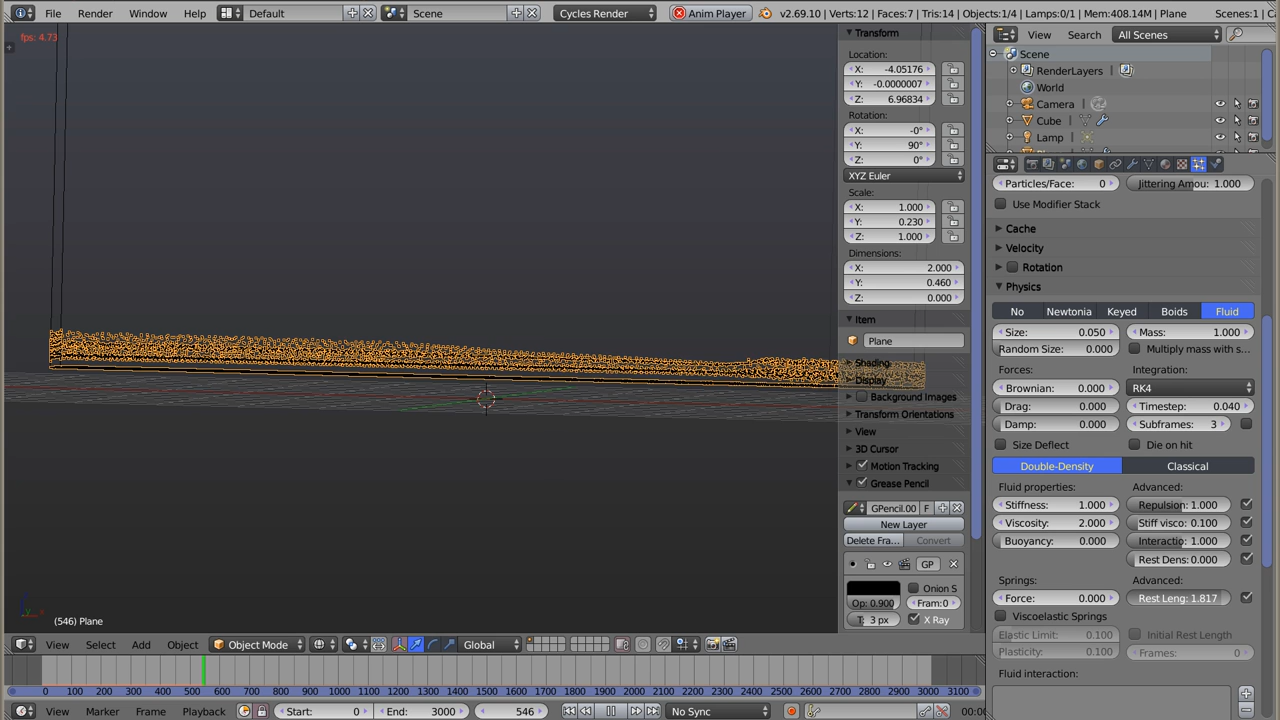 File Render Window Help Default Scene Cycles Render Anim Player v2.69.10 | Verts:12 | Faces:7 | Tris:14 | Objects:1/4 | Lamps:0/1 | Mem:408.14M | Plane Scenes:1
fps: 4.73
(546) Plane
View Select Add Object Object Mode Global
0 100 200 300 400 500 600 700 800 900 1000 1100 1200 1300 1400 1500 1600 1700 1800 1900 2000 2100 2200 2300 2400 2500 2600 2700 2800 2900 3000 3100
View Marker Frame Playback Start: 0 End: 3000 546 No Sync
Transform
Location:
X: -4.05176
Y: -0.0000007
Z: 6.96834
Rotation:
X: -0°
Y: 90°
Z: 0°
XYZ Euler
Scale:
X: 1.000
Y: 0.230
Z: 1.000
Dimensions:
X: 2.000
Y: 0.460
Z: 0.000
Item
Plane
Shading
Display
Background Images
Transform Orientations
View
3D Cursor
Motion Tracking
Grease Pencil
GPencil.00 F
New Layer
Delete Fra... Convert
GP
Onion S
Op: 0.900 Fram:0
T: 3 px X Ray
View Search All Scenes
Scene
RenderLayers
World
Camera
Cube
Lamp
Particles/Face: 0 Jittering Amou: 1.000
Use Modifier Stack
Cache
Velocity
Rotation
Physics
No Newtonia Keyed Boids Fluid
Size: 0.050 Mass: 1.000
Random Size: 0.000 Multiply mass with s...
Forces: Integration:
Brownian: 0.000 RK4
Drag: 0.000 Timestep: 0.040
Damp: 0.000 Subframes: 3
Size Deflect Die on hit
Double-Density Classical
Fluid properties: Advanced:
Stiffness: 1.000 Repulsion: 1.000
Viscosity: 2.000 Stiff visco: 0.100
Buoyancy: 0.000 Interactio: 1.000
Rest Dens: 0.000
Springs: Advanced:
Force: 0.000 Rest Leng: 1.817
Viscoelastic Springs
Elastic Limit: 0.100 Initial Rest Length
Plasticity: 0.100 Frames: 0
Fluid interaction: